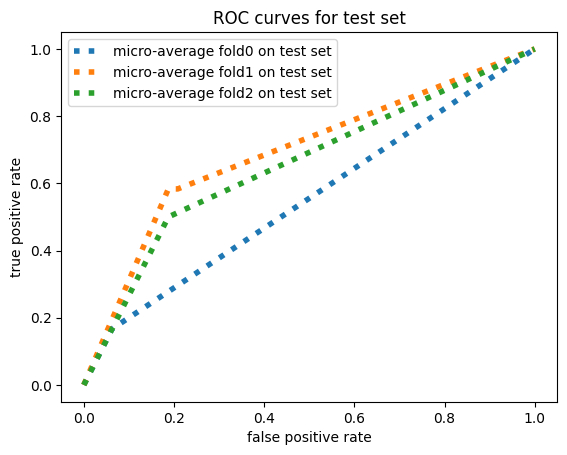 ROC curves for test set
micro-average fold0 on test set
micro-average fold1 on test set
micro-average fold2 on test set
true positive rate
1.0
0.8
0.6
0.4
0.2
0.0
0.0 0.2 0.4 0.6 0.8 1.0
false positive rate